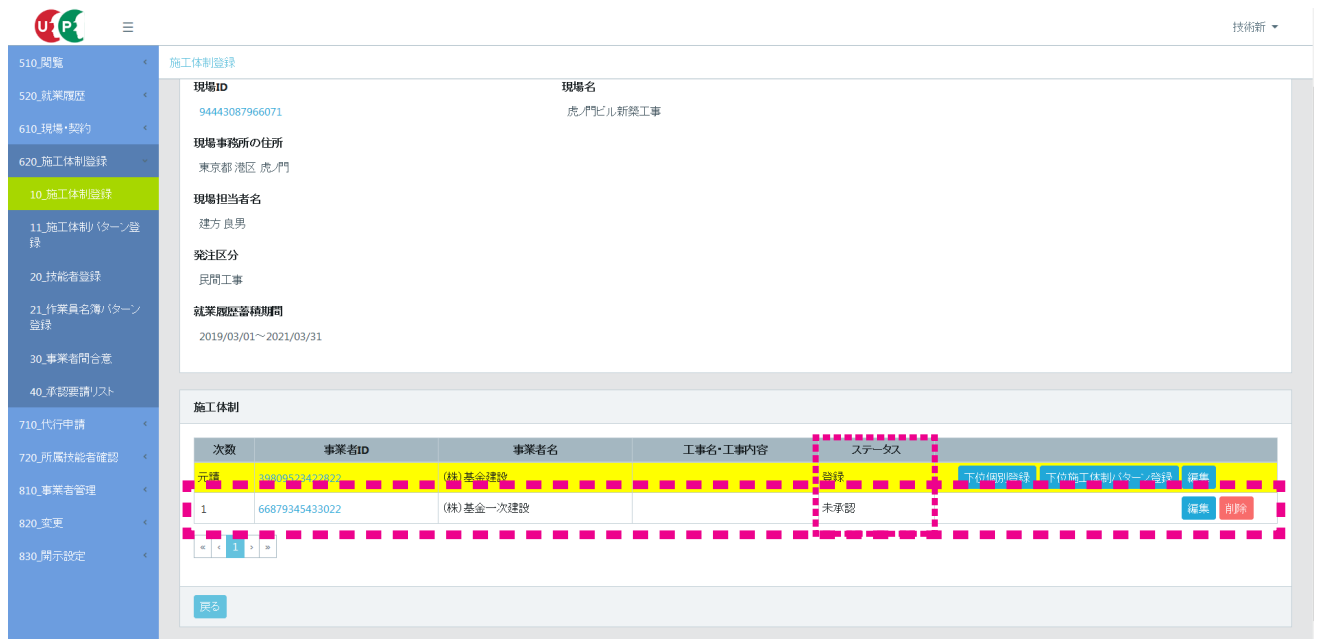 技術新
510_閲覧
施工体制登録
520_就業履歴
610_現場・契約
620_施工体制登録
10_施工体制登録
11_施工体制パターン登
録
20_技能者登録
21_作業員名簿パターン
登録
30_事業者間合意
40_承認要請リスト
710_代行申請
720_所属技能者確認
810_事業者管理
820_変更
830_開示設定
現場ID
現場名
94443087966071
虎ノ門ビル新築工事
現場事務所の住所
東京都 港区 虎ノ門
現場担当者名
建方 良男
発注区分
民間工事
就業履歴蓄積期間
2019/03/01～2021/03/31
施工体制
次数 事業者ID 事業者名 工事名・工事内容 ステータス
元請 39809523422822 (株)基金建設 登録 下位個別登録 下位施工体制パターン登録 編集
1 66879345433022 (株)基金一次建設 未承認 編集 削除
« ‹ 1 › »
戻る